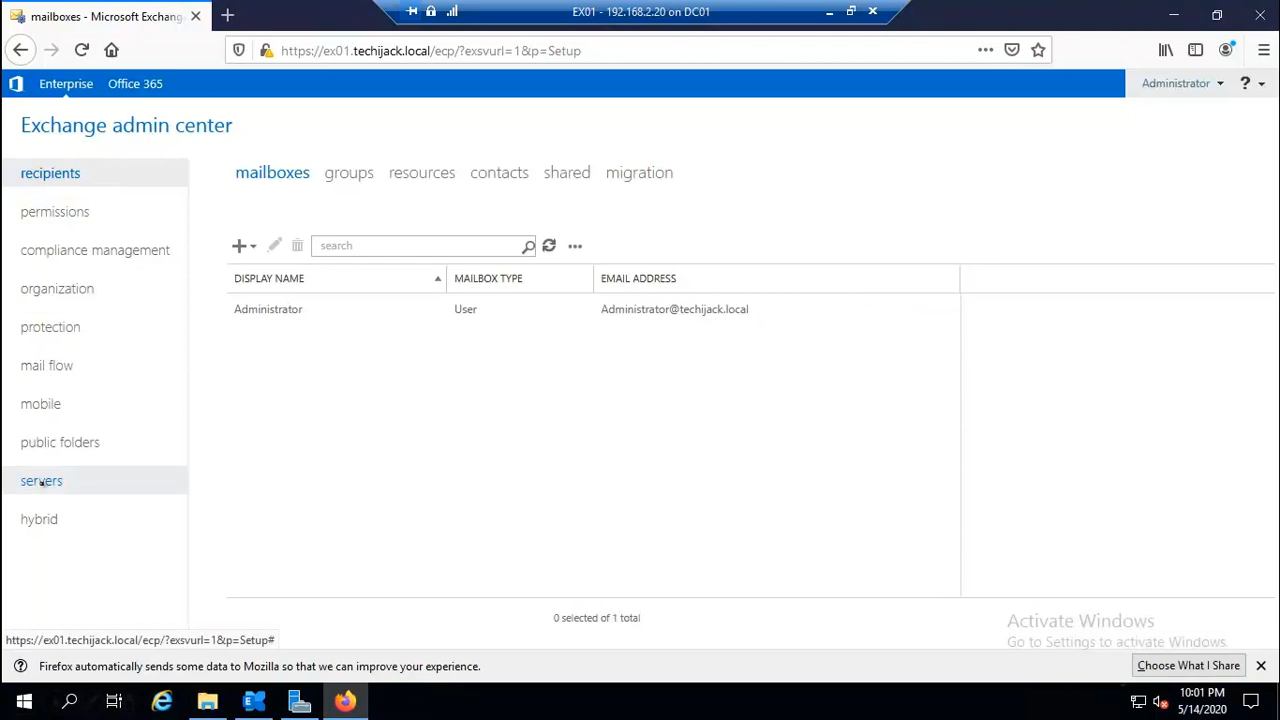 mailboxes - Microsoft Exchang
EX01 - 192.168.2.20 on DC01
https://ex01.techijack.local/ecp/?exsvurl=1&p=Setup
Enterprise
Office 365
Administrator
?
Exchange admin center
recipients
permissions
compliance management
organization
protection
mail flow
mobile
public folders
servers
hybrid
mailboxes
groups
resources
contacts
shared
migration
search
DISPLAY NAME
MAILBOX TYPE
EMAIL ADDRESS
Administrator
User
Administrator@techijack.local
0 selected of 1 total
Activate Windows
Go to Settings to activate Windows.
https://ex01.techijack.local/ecp/?exsvurl=1&p=Setup#
Firefox automatically sends some data to Mozilla so that we can improve your experience.
Choose What I Share
10:01 PM
5/14/2020